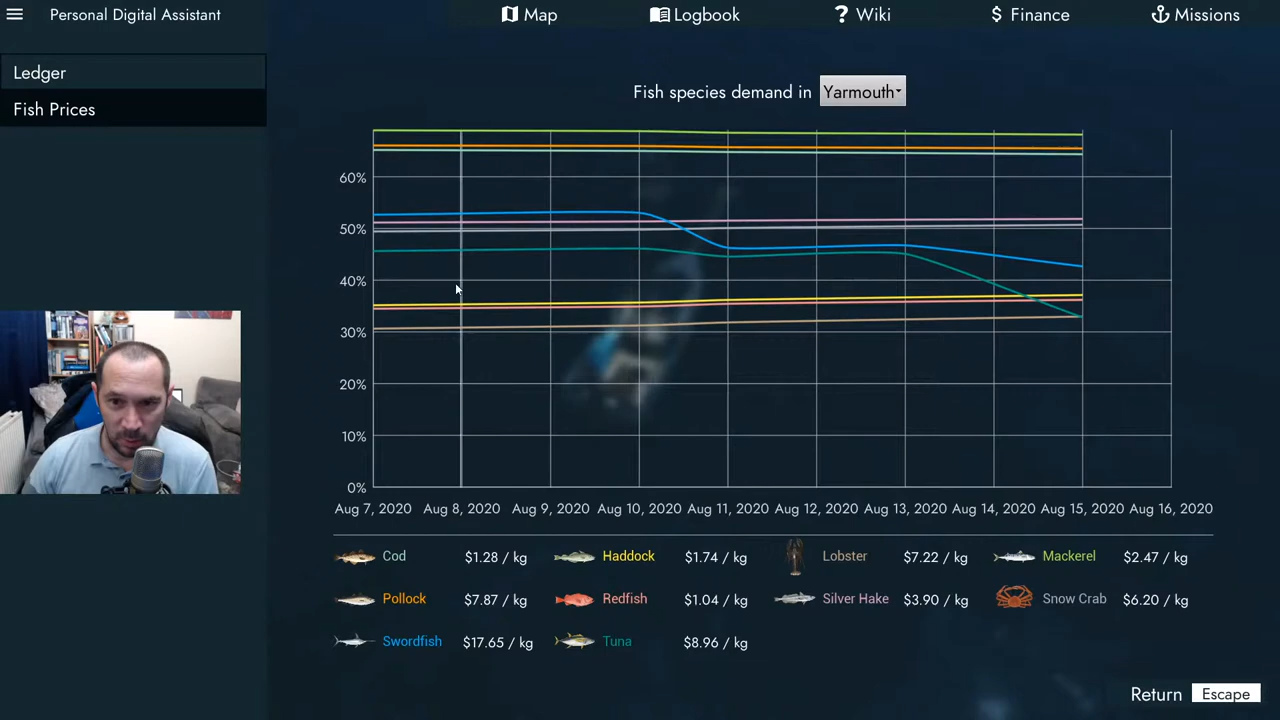 Personal Digital Assistant
Map
Logbook
? Wiki
$ Finance
Missions
Ledger
Fish Prices
Fish species demand in Yarmouth
60%
50%
40%
30%
20%
10%
0%
Aug 7, 2020 Aug 8, 2020 Aug 9, 2020 Aug 10, 2020 Aug 11, 2020 Aug 12, 2020 Aug 13, 2020 Aug 14, 2020 Aug 15, 2020 Aug 16, 2020
Cod $1.28 / kg Haddock $1.74 / kg Lobster $7.22 / kg Mackerel $2.47 / kg
Pollock $7.87 / kg Redfish $1.04 / kg Silver Hake $3.90 / kg Snow Crab $6.20 / kg
Swordfish $17.65 / kg Tuna $8.96 / kg
Return Escape